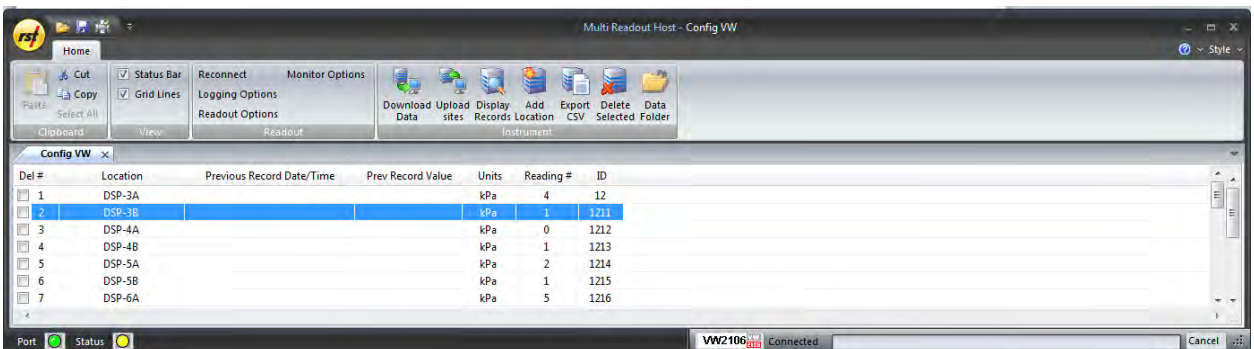 Multi Readout Host - Config VW
rst
Home
Style
Cut
Copy
Paste
Select All
Clipboard
Status Bar
Grid Lines
View
Reconnect Monitor Options
Logging Options
Readout Options
Readout
Download Data
Upload sites
Display Records
Add Location
Export CSV
Delete Selected
Data Folder
Instrument
Config VW
Del # Location Previous Record Date/Time Prev Record Value Units Reading # ID
1 DSP-3A kPa 4 12
2 DSP-3B kPa 1 1211
3 DSP-4A kPa 0 1212
4 DSP-4B kPa 1 1213
5 DSP-5A kPa 2 1214
6 DSP-5B kPa 1 1215
7 DSP-6A kPa 5 1216
Port Status VW2106 Connected Cancel